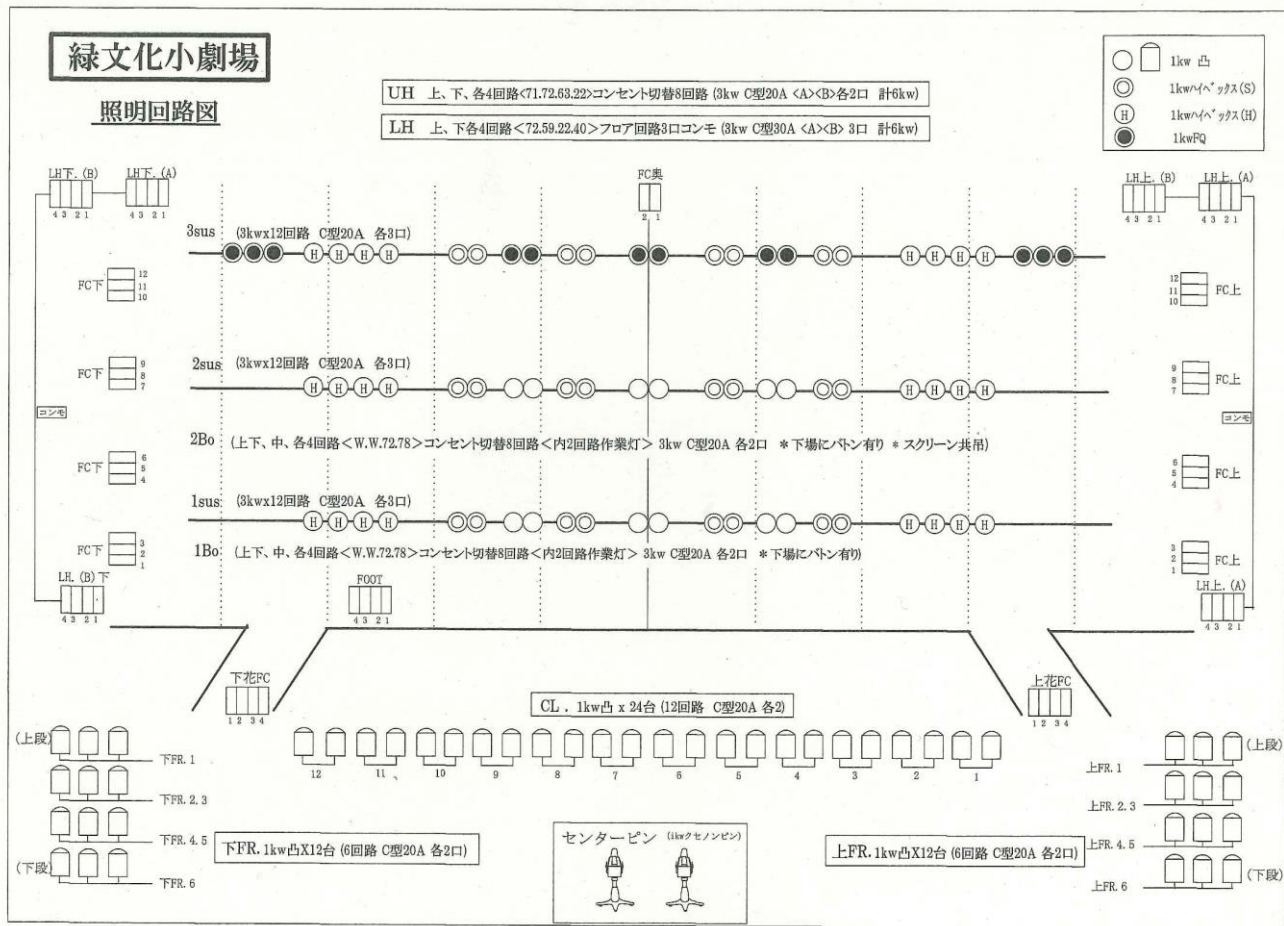 緑文化小劇場
照明回路図
UH 上、下、各4回路<71.72.63.22>コンセント切替8回路 (3kw C型20A <A><B>各2口 計6kw)
LH 上、下各4回路<72.59.22.40>フロア回路3口コンモ (3kw C型30A <A><B> 3口 計6kw)
1kw 凸
1kwハイベックス(S)
H 1kwハイベックス(H)
1kwFQ
LH下.(B) LH下.(A)
4 3 2 1 4 3 2 1
FC奥
2 1
LH上.(B) LH上.(A)
4 3 2 1 4 3 2 1
3sus (3kwx12回路 C型20A 各3口)
H H H H H H H H
FC下 12 11 10
12 11 10 FC上
2sus (3kwx12回路 C型20A 各3口)
FC下 9 8 7
H H H H H H H H
9 8 7 FC上
コンモ
コンモ
2Bo (上下、中、各4回路<W.W.72.78>コンセント切替8回路<内2回路作業灯> 3kw C型20A 各2口 *下場にバトン有り * スクリーン共吊)
FC下 6 5 4
6 5 4 FC上
1sus (3kwx12回路 C型20A 各3口)
H H H H H H H H
FC下 3 2 1
1Bo (上下、中、各4回路<W.W.72.78>コンセント切替8回路<内2回路作業灯> 3kw C型20A 各2口 *下場にバトン有り)
3 2 1 FC上
LH.(B)下
4 3 2 1
FOOT
4 3 2 1
LH上.(A)
4 3 2 1
下花FC
1 2 3 4
上花FC
1 2 3 4
CL . 1kw凸 x 24台 (12回路 C型20A 各2)
12 11、 10 9 8 7 6 5 4 3 2 1
(上段)
下FR.1
下FR.2.3
下FR.4.5
(下段)
下FR.6
下FR.1kw凸X12台 (6回路 C型20A 各2口)
センターピン (1kwクセノンピン)
上FR.1kw凸X12台 (6回路 C型20A 各2口)
(上段)
上FR.1
上FR.2.3
上FR.4.5
(下段)
上FR.6